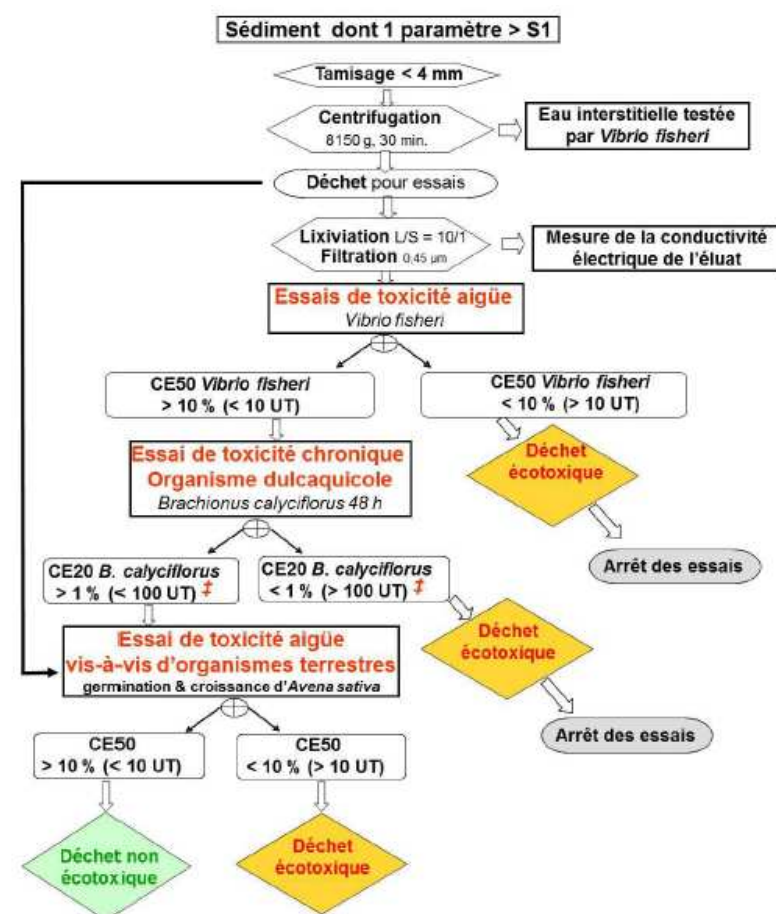 Sédiment dont 1 paramètre > S1
Tamisage < 4 mm
Centrifugation
8150 g, 30 min.
Eau interstitielle testée
par Vibrio fisheri
Déchet pour essais
Lixiviation L/S = 10/1
Filtration 0,45 µm
Mesure de la conductivité
électrique de l'éluat
Essais de toxicité aigüe
Vibrio fisheri
CE50 Vibrio fisheri
> 10 % (< 10 UT)
CE50 Vibrio fisheri
< 10 % (> 10 UT)
Essai de toxicité chronique
Organisme dulcaquicole
Brachionus calyciflorus 48 h
Déchet
écotoxique
Arrêt des essais
CE20 B. calyciflorus
> 1 % (< 100 UT) ‡
CE20 B. calyciflorus
< 1 % (> 100 UT) ‡
Déchet
écotoxique
Arrêt des essais
Essai de toxicité aigüe
vis-à-vis d'organismes terrestres
germination & croissance d'Avena sativa
CE50
> 10 % (< 10 UT)
CE50
< 10 % (> 10 UT)
Déchet non
écotoxique
Déchet
écotoxique